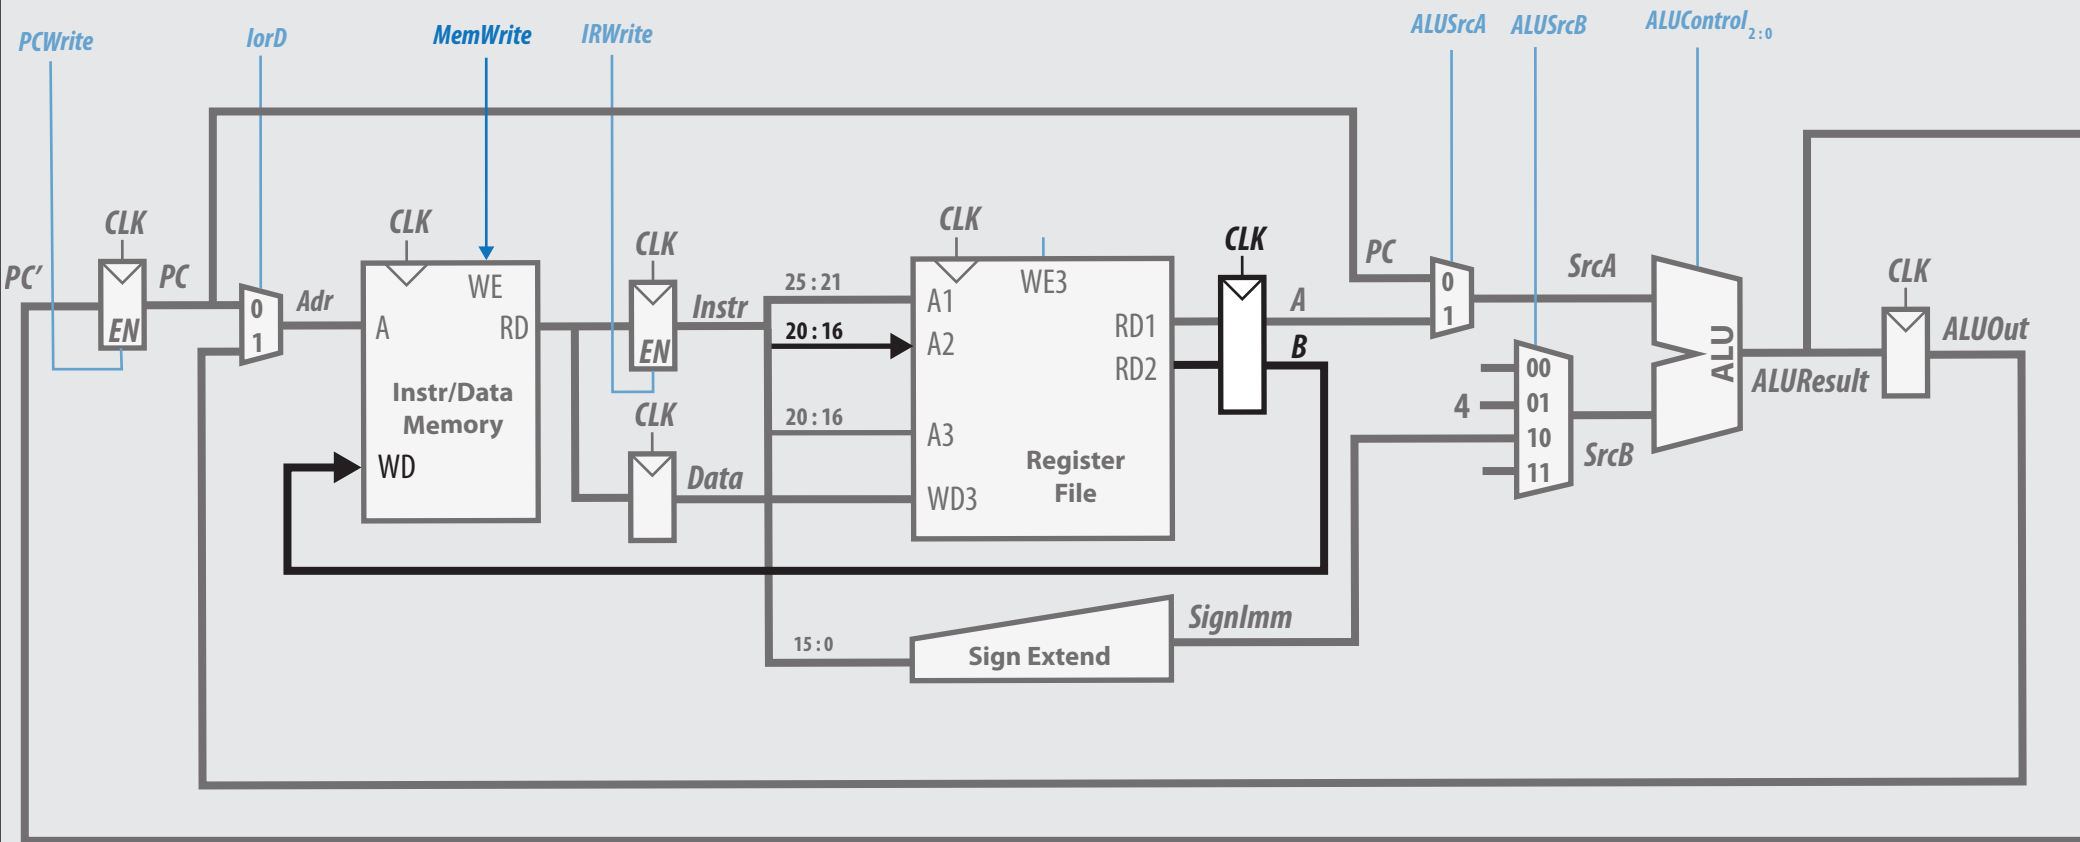 PCWrite
IorD
MemWrite
IRWrite
ALUSrcA
ALUSrcB
ALUControl2:0
CLK
CLK
CLK
CLK
CLK
CLK
PC′
PC
EN
0
1
Adr
WE
A
RD
Instr/Data
Memory
WD
EN
Instr
CLK
Data
25:21
20:16
20:16
15:0
A1
A2
A3
WD3
WE3
RD1
RD2
Register
File
A
B
PC
0
1
SrcA
00
4
01
10
11
SrcB
ALU
ALUResult
ALUOut
SignImm
Sign Extend